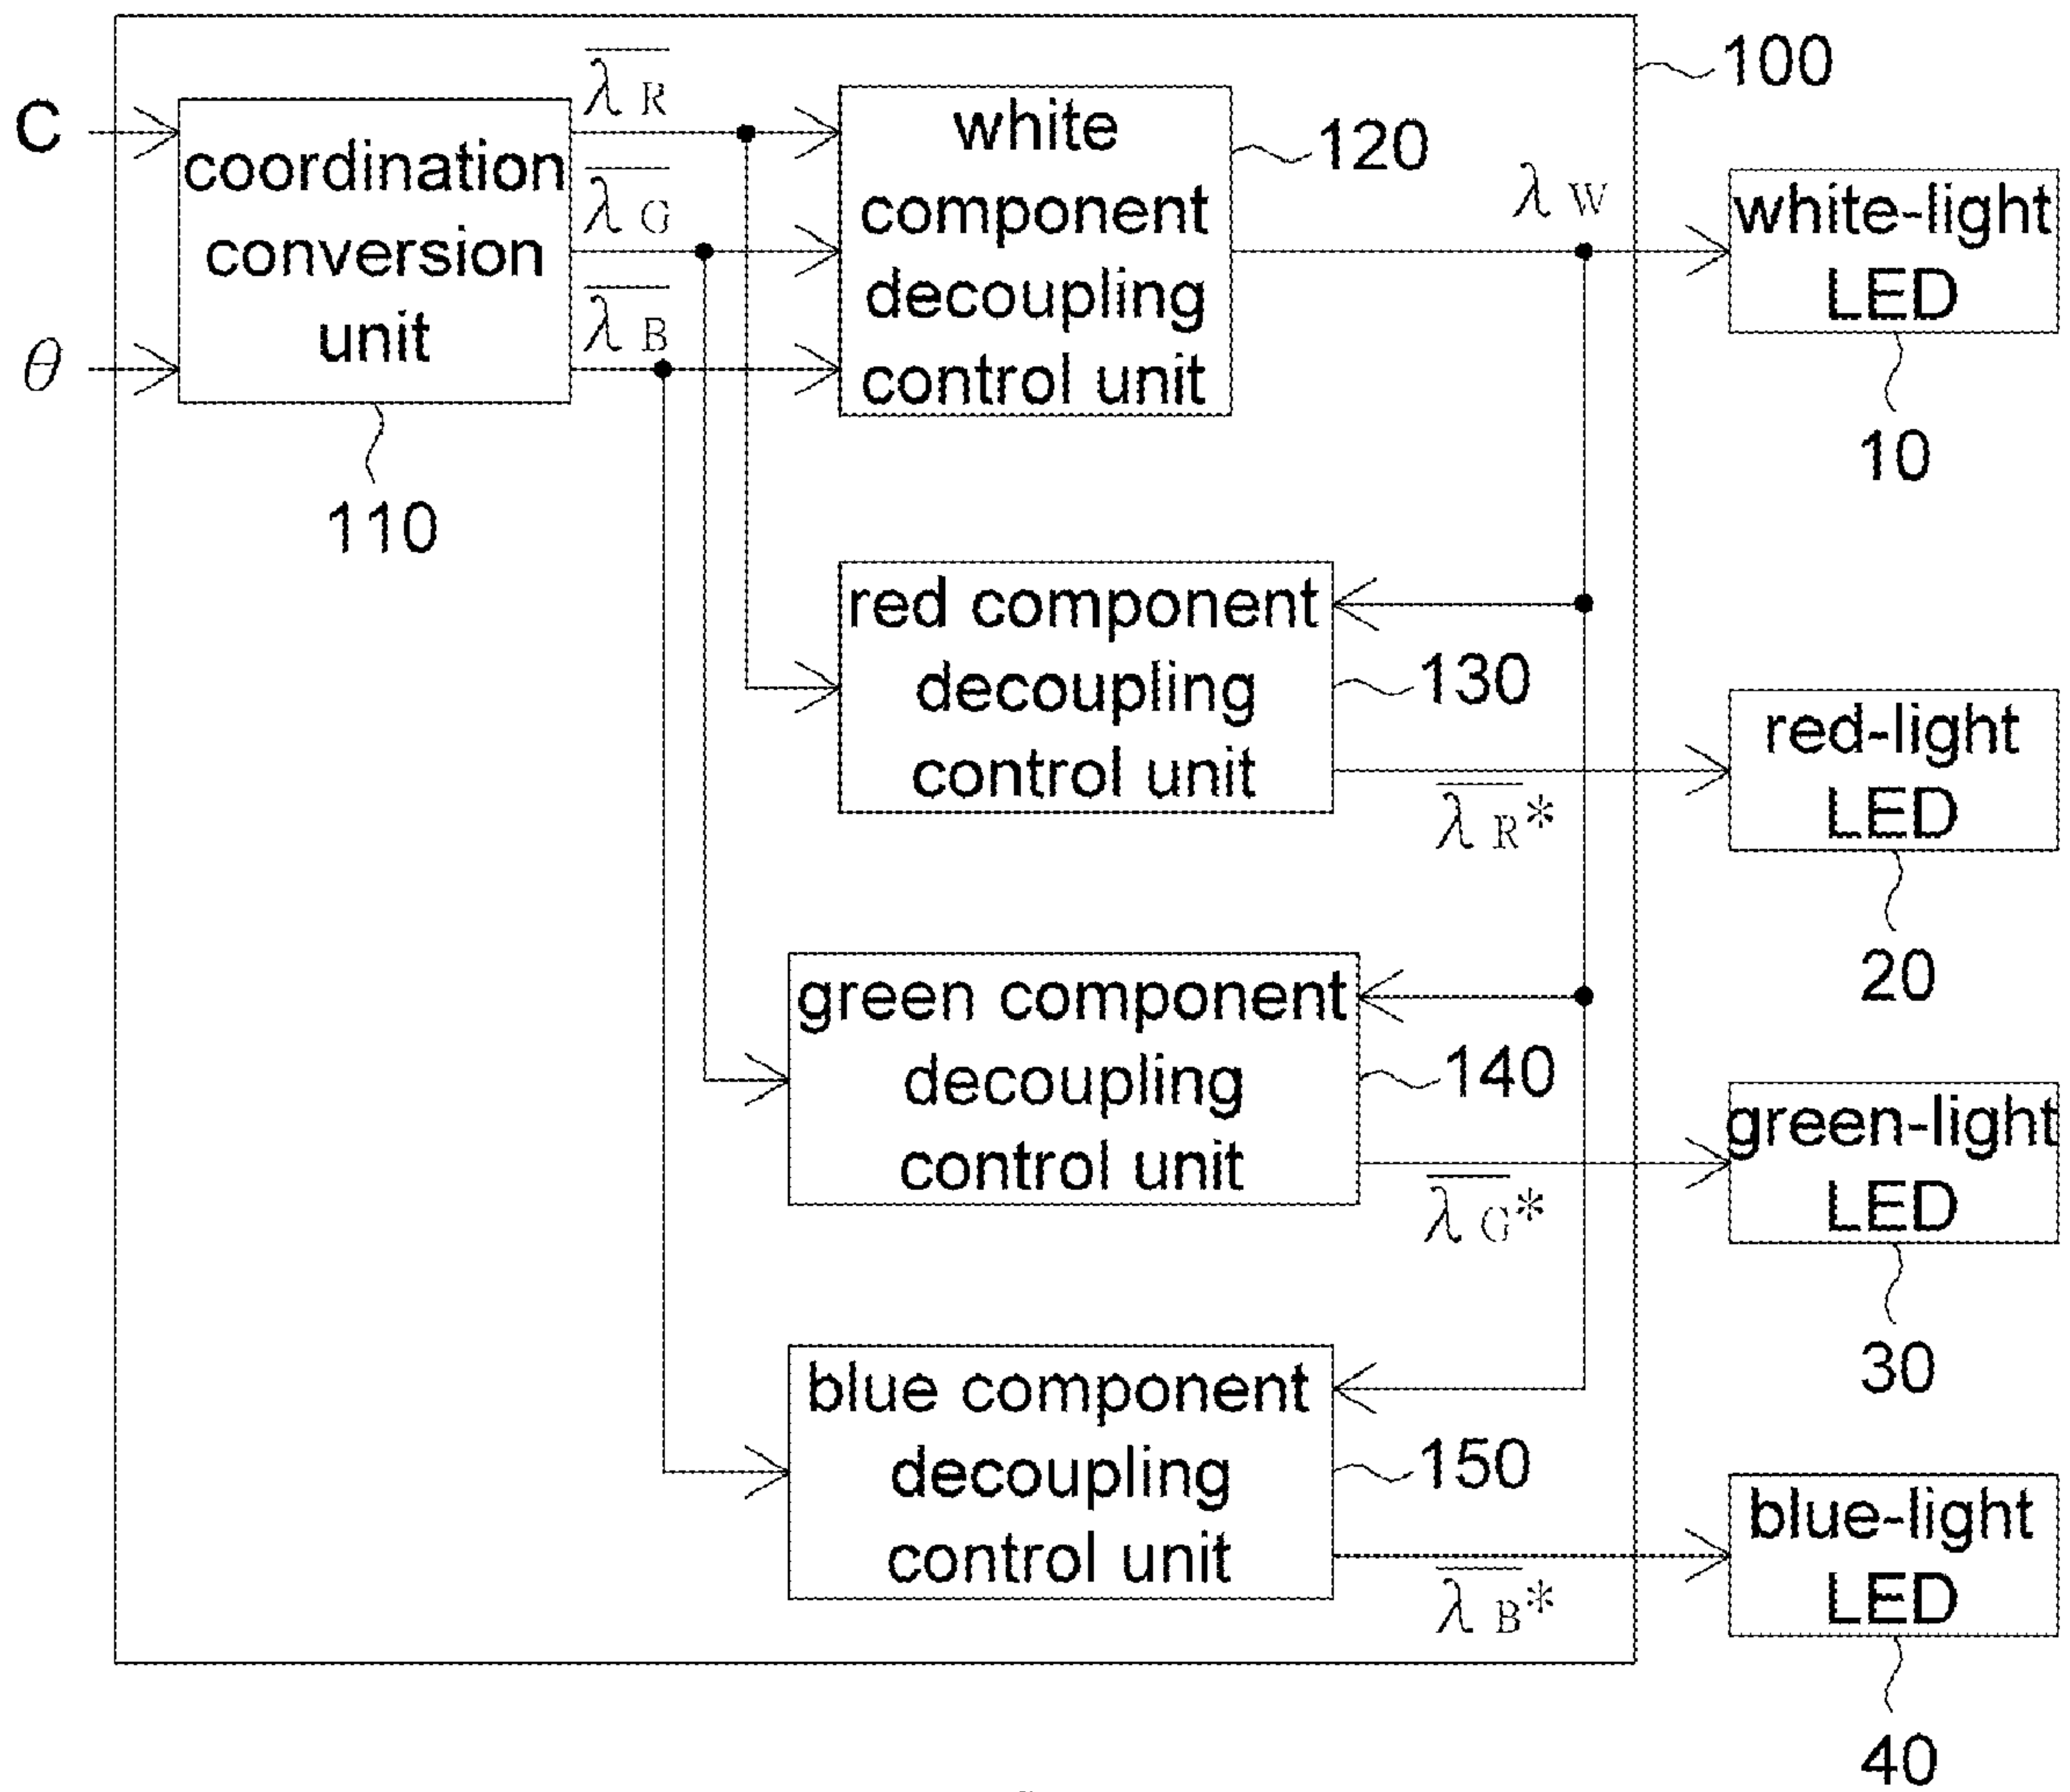 C
θ
coordination
conversion
unit
110
λ̅R̅
λ̅G̅
λ̅B̅
white
component
decoupling
control unit
120
λW
100
white-light
LED
10
red component
decoupling
control unit
130
λ̅R̅*
red-light
LED
20
green component
decoupling
control unit
140
λ̅G̅*
green-light
LED
30
blue component
decoupling
control unit
150
λ̅B̅*
blue-light
LED
40